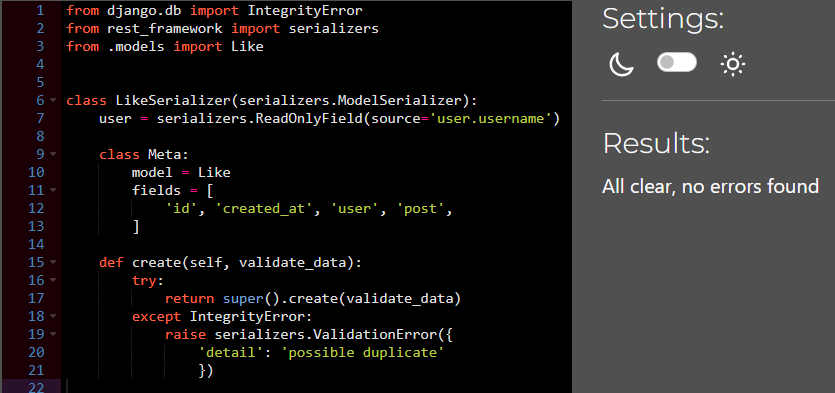 1 from django.db import IntegrityError
2 from rest_framework import serializers
3 from .models import Like
4
5
6 class LikeSerializer(serializers.ModelSerializer):
7     user = serializers.ReadOnlyField(source='user.username')
8
9     class Meta:
10         model = Like
11         fields = [
12             'id', 'created_at', 'user', 'post',
13         ]
14
15     def create(self, validate_data):
16         try:
17             return super().create(validate_data)
18         except IntegrityError:
19             raise serializers.ValidationError({
20                 'detail': 'possible duplicate'
21                 })
22
Settings:
Results:
All clear, no errors found